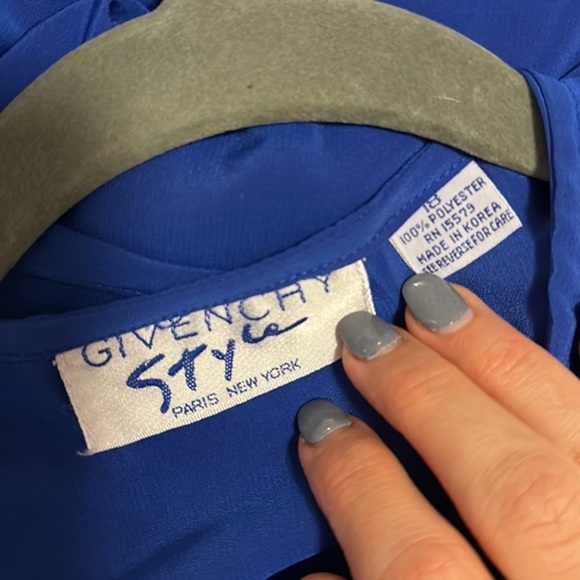 GIVENCHY
Style
PARIS NEW YORK
18
100% POLYESTER
RN 15579
MADE IN KOREA
SEE REVERSE FOR CARE